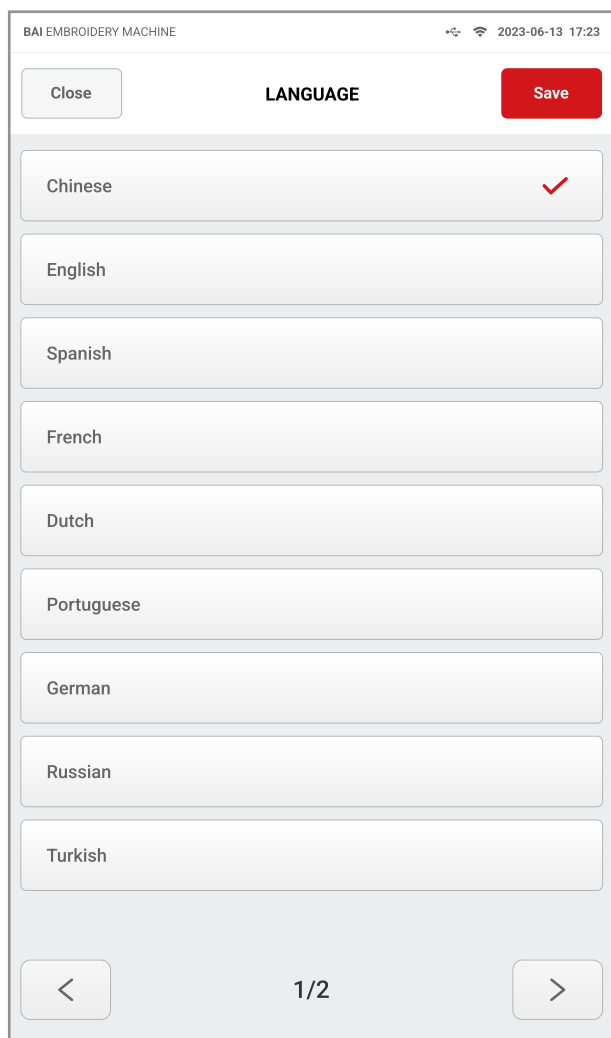 BAI EMBROIDERY MACHINE 2023-06-13 17:23
Close LANGUAGE Save
Chinese
English
Spanish
French
Dutch
Portuguese
German
Russian
Turkish
1/2